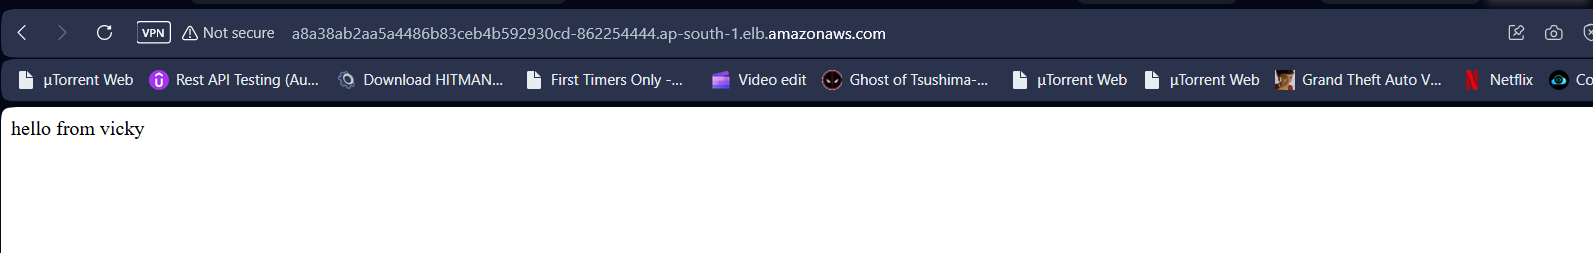 VPN Not secure a8a38ab2aa5a4486b83ceb4b592930cd-862254444.ap-south-1.elb.amazonaws.com
µTorrent Web Rest API Testing (Au... Download HITMAN... First Timers Only -... Video edit Ghost of Tsushima-... µTorrent Web µTorrent Web Grand Theft Auto V... Netflix Co
hello from vicky